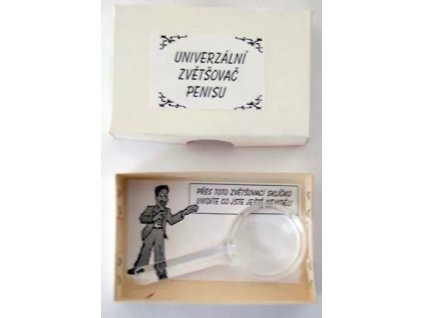 UNIVERZÁLNÍ
ZVĚTŠOVAČ
PENISU
PŘES TOTO ZVĚTŠOVACÍ SKLÍČKO
UVIDÍTE CO JSTE JEŠTĚ NEVIDĚLI